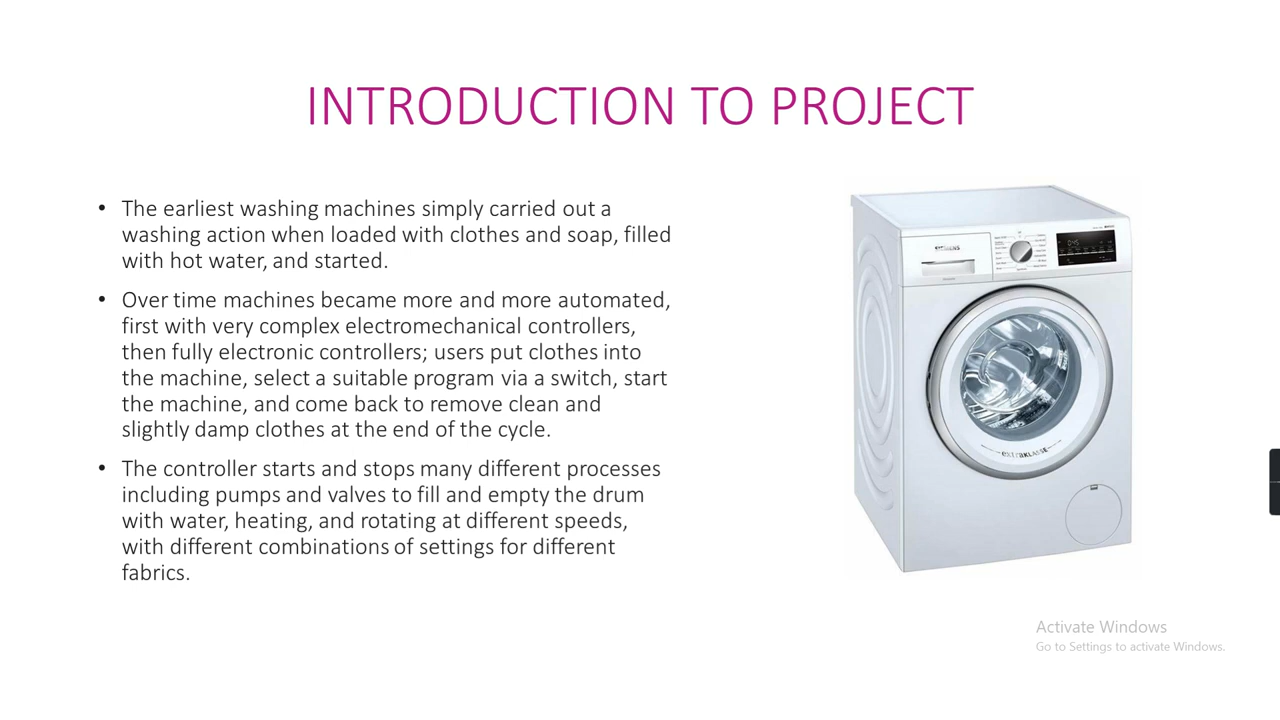 INTRODUCTION TO PROJECT
• The earliest washing machines simply carried out a
washing action when loaded with clothes and soap, filled
with hot water, and started.
• Over time machines became more and more automated,
first with very complex electromechanical controllers,
then fully electronic controllers; users put clothes into
the machine, select a suitable program via a switch, start
the machine, and come back to remove clean and
slightly damp clothes at the end of the cycle.
• The controller starts and stops many different processes
including pumps and valves to fill and empty the drum
with water, heating, and rotating at different speeds,
with different combinations of settings for different
fabrics.
SIEMENS
extraKLASSE
Activate Windows
Go to Settings to activate Windows.